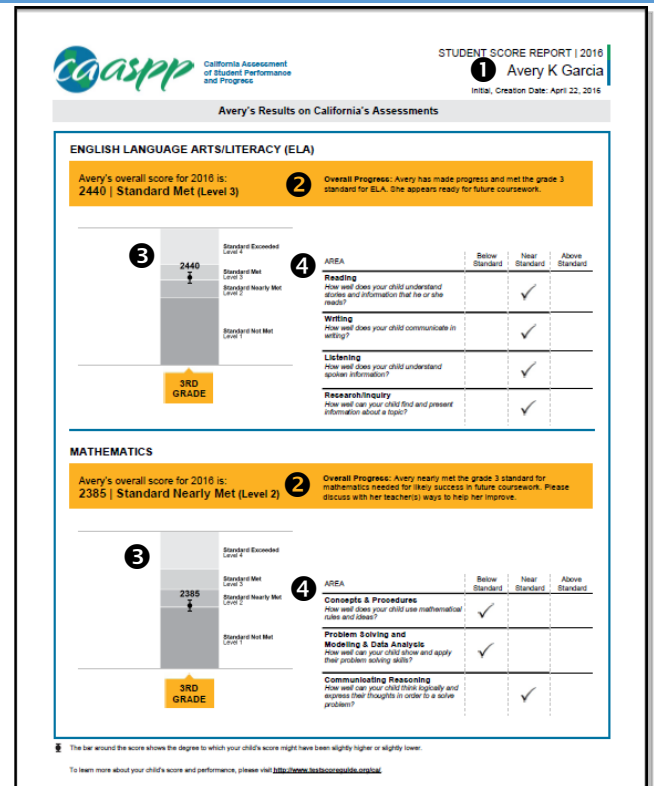 caaspp
California Assessment
of Student Performance
and Progress
STUDENT SCORE REPORT | 2016
1 Avery K Garcia
Initial, Creation Date: April 22, 2016
Avery's Results on California's Assessments
ENGLISH LANGUAGE ARTS/LITERACY (ELA)
Avery's overall score for 2016 is:
2440 | Standard Met (Level 3)
2
Overall Progress: Avery has made progress and met the grade 3
standard for ELA. She appears ready for future coursework.
3
2440
Standard Exceeded
Level 4
Standard Met
Level 3
Standard Nearly Met
Level 2
Standard Not Met
Level 1
3RD
GRADE
4
AREA
Below
Standard
Near
Standard
Above
Standard
Reading
How well does your child understand
stories and information that he or she
reads?
Writing
How well does your child communicate in
writing?
Listening
How well does your child understand
spoken information?
Research/Inquiry
How well can your child find and present
information about a topic?
MATHEMATICS
Avery's overall score for 2016 is:
2385 | Standard Nearly Met (Level 2)
2
Overall Progress: Avery nearly met the grade 3 standard for
mathematics needed for likely success in future coursework. Please
discuss with her teacher(s) ways to help her improve.
3
2385
Standard Exceeded
Level 4
Standard Met
Level 3
Standard Nearly Met
Level 2
Standard Not Met
Level 1
3RD
GRADE
4
AREA
Below
Standard
Near
Standard
Above
Standard
Concepts & Procedures
How well does your child use mathematical
rules and ideas?
Problem Solving and
Modeling & Data Analysis
How well can your child show and apply
their problem solving skills?
Communicating Reasoning
How well can your child think logically and
express their thoughts in order to a solve
problem?
The bar around the score shows the degree to which your child's score might have been slightly higher or slightly lower.
To learn more about your child's score and performance, please visit http://www.testscoreguide.org/ca/